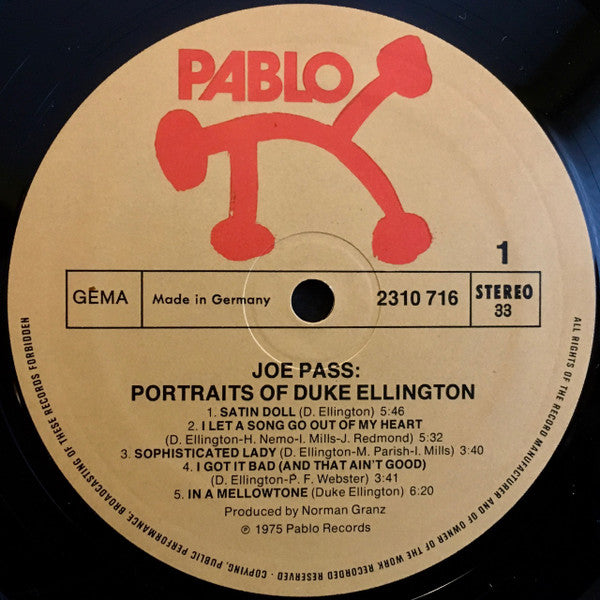 PABLO
1
GEMA
Made in Germany
2310 716
STEREO
33
JOE PASS:
PORTRAITS OF DUKE ELLINGTON
1. SATIN DOLL (D. Ellington) 5:46
2. I LET A SONG GO OUT OF MY HEART
(D. Ellington-H. Nemo-I. Mills-J. Redmond) 5:32
3. SOPHISTICATED LADY (D. Ellington-M. Parish-I. Mills) 3:40
4. I GOT IT BAD (AND THAT AIN'T GOOD)
(D. Ellington-P. F. Webster) 3:41
5. IN A MELLOWTONE (Duke Ellington) 6:20
Produced by Norman Granz
℗ 1975 Pablo Records
ALL RIGHTS OF THE RECORD MANUFACTURER AND OF OWNER OF THE WORK RECORDED RESERVED - COPYING, PUBLIC PERFORMANCE, BROADCASTING OF THESE RECORDS FORBIDDEN